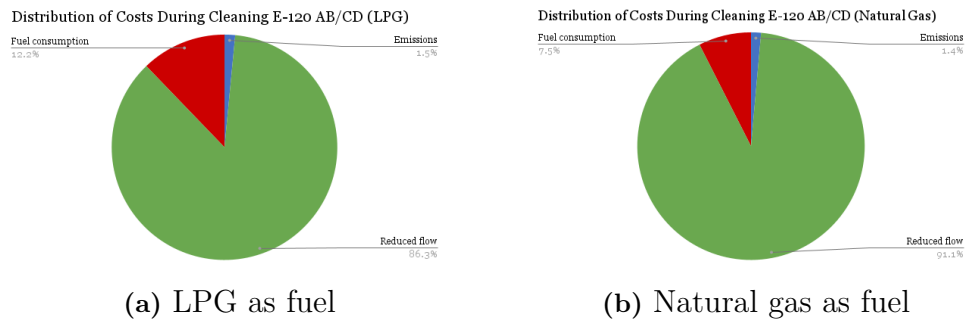 Distribution of Costs During Cleaning E-120 AB/CD (LPG)
Fuel consumption
12.2%
Emissions
1.5%
Reduced flow
86.3%
(a) LPG as fuel
Distribution of Costs During Cleaning E-120 AB/CD (Natural Gas)
Fuel consumption
7.5%
Emissions
1.4%
Reduced flow
91.1%
(b) Natural gas as fuel